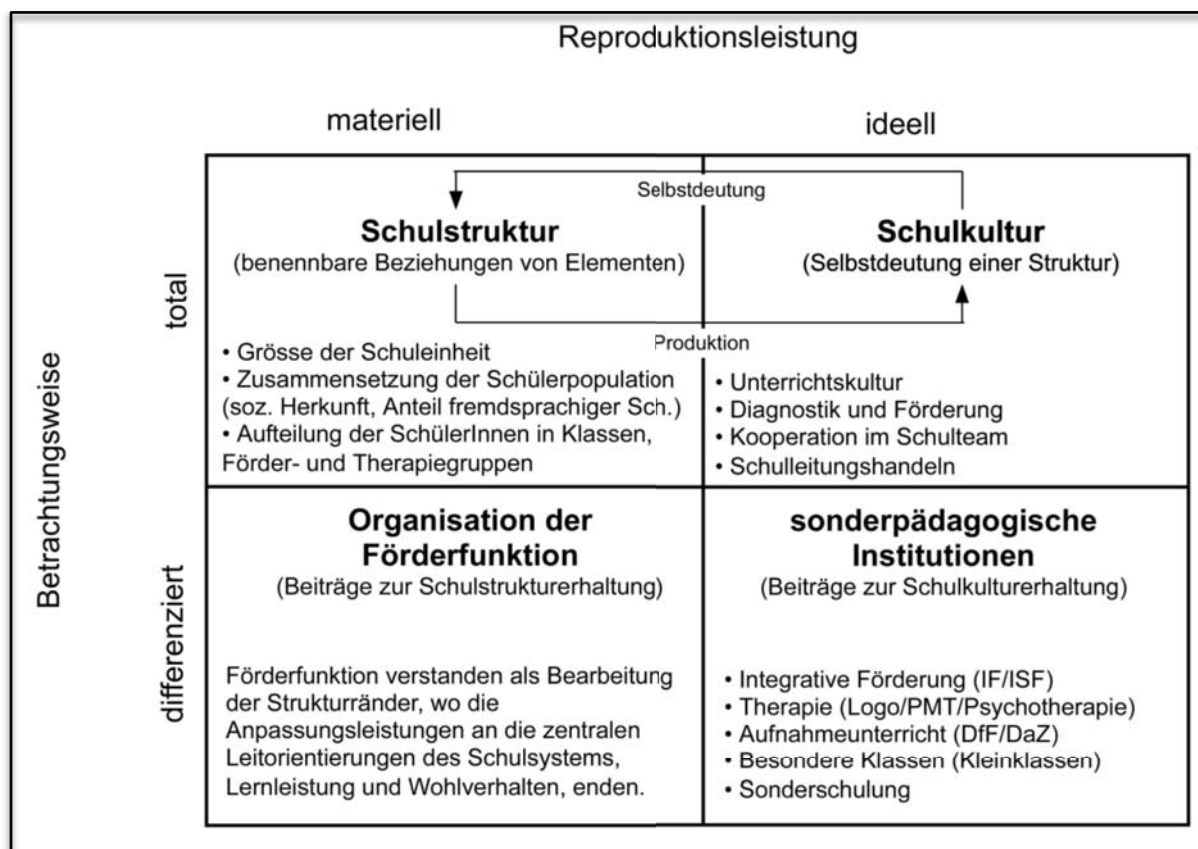 Reproduktionsleistung
materiell
ideell
Betrachtungsweise
total
Selbstdeutung
Schulstruktur
(benennbare Beziehungen von Elementen)
Produktion
• Grösse der Schuleinheit
• Zusammensetzung der Schülerpopulation
(soz. Herkunft, Anteil fremdsprachiger Sch.)
• Aufteilung der SchülerInnen in Klassen,
Förder- und Therapiegruppen
Schulkultur
(Selbstdeutung einer Struktur)
• Unterrichtskultur
• Diagnostik und Förderung
• Kooperation im Schulteam
• Schulleitungshandeln
differenziert
Organisation der
Förderfunktion
(Beiträge zur Schulstrukturerhaltung)
Förderfunktion verstanden als Bearbeitung
der Strukturränder, wo die
Anpassungsleistungen an die zentralen
Leitorientierungen des Schulsystems,
Lernleistung und Wohlverhalten, enden.
sonderpädagogische
Institutionen
(Beiträge zur Schulkulturerhaltung)
• Integrative Förderung (IF/ISF)
• Therapie (Logo/PMT/Psychotherapie)
• Aufnahmeunterricht (DfF/DaZ)
• Besondere Klassen (Kleinklassen)
• Sonderschulung